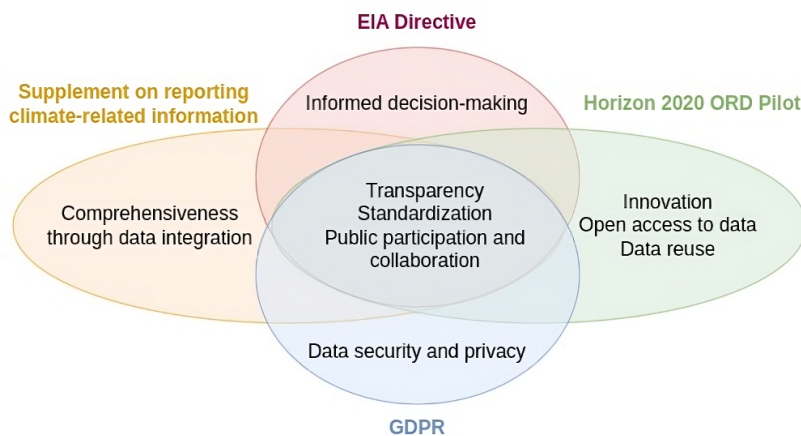 EIA Directive
Supplement on reporting
climate-related information
Horizon 2020 ORD Pilot
Informed decision-making
Comprehensiveness
through data integration
Transparency
Standardization
Public participation and
collaboration
Innovation
Open access to data
Data reuse
Data security and privacy
GDPR